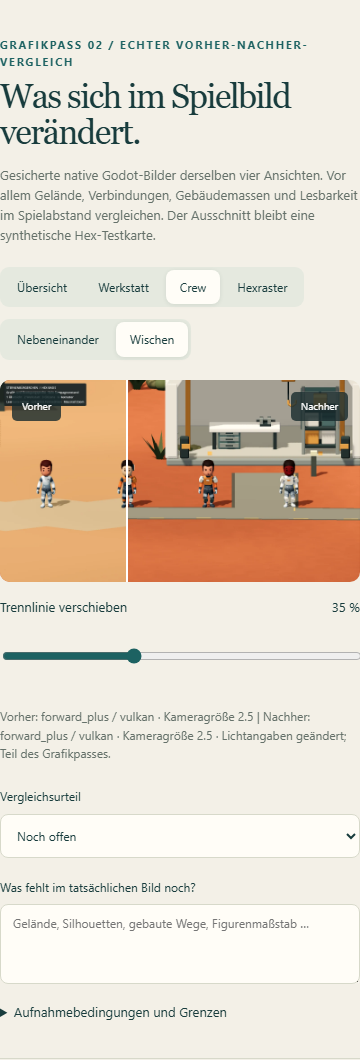 GRAFIKPASS 02 / ECHTER VORHER-NACHHER-
VERGLEICH
Was sich im Spielbild
verändert.
Gesicherte native Godot-Bilder derselben vier Ansichten. Vor
allem Gelände, Verbindungen, Gebäudemassen und Lesbarkeit
im Spielabstand vergleichen. Der Ausschnitt bleibt eine
synthetische Hex-Testkarte.
Übersicht Werkstatt Crew Hexraster
Nebeneinander Wischen
Vorher Nachher
Trennlinie verschieben 35 %
Vorher: forward_plus / vulkan · Kameragröße 2.5 | Nachher:
forward_plus / vulkan · Kameragröße 2.5 · Lichtangaben geändert;
Teil des Grafikpasses.
Vergleichsurteil
Noch offen
Was fehlt im tatsächlichen Bild noch?
Gelände, Silhouetten, gebaute Wege, Figurenmaßstab ...
Aufnahmebedingungen und Grenzen